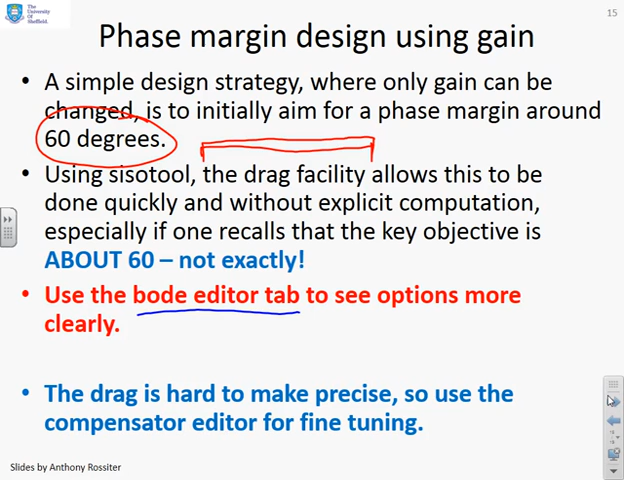 The
University
Of
Sheffield.
15
Phase margin design using gain
• A simple design strategy, where only gain can be
changed, is to initially aim for a phase margin around
60 degrees.
• Using sisotool, the drag facility allows this to be
done quickly and without explicit computation,
especially if one recalls that the key objective is
ABOUT 60 – not exactly!
• Use the bode editor tab to see options more
clearly.
• The drag is hard to make precise, so use the
compensator editor for fine tuning.
Slides by Anthony Rossiter